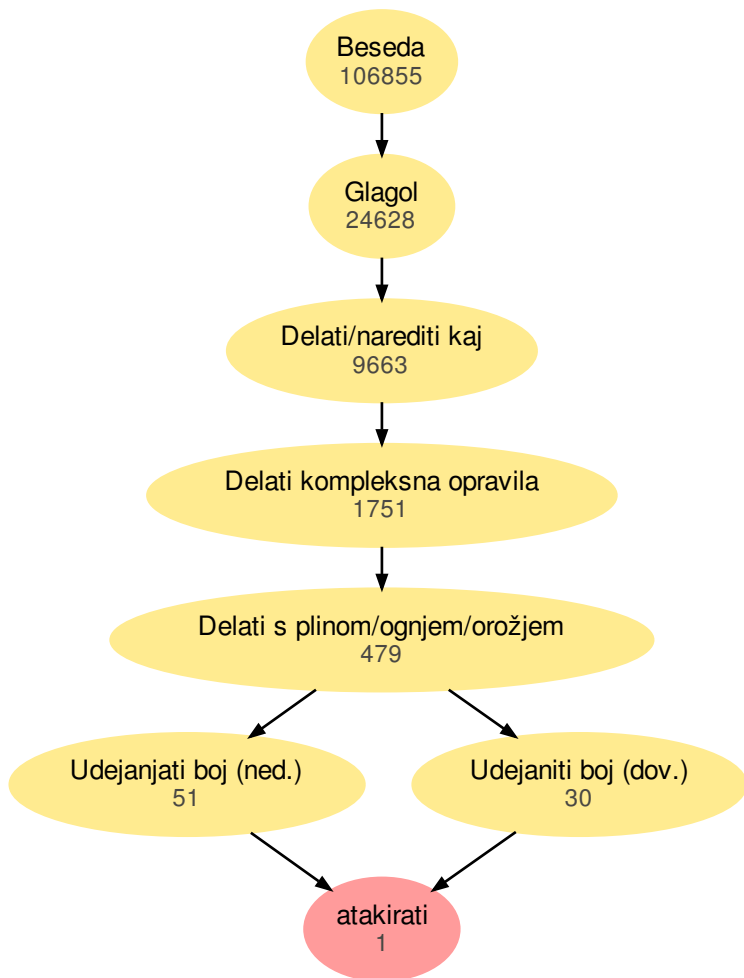 Beseda
106855
Glagol
24628
Delati/narediti kaj
9663
Delati kompleksna opravila
1751
Delati s plinom/ognjem/orožjem
479
Udejanjati boj (ned.)
51
Udejaniti boj (dov.)
30
atakirati
1